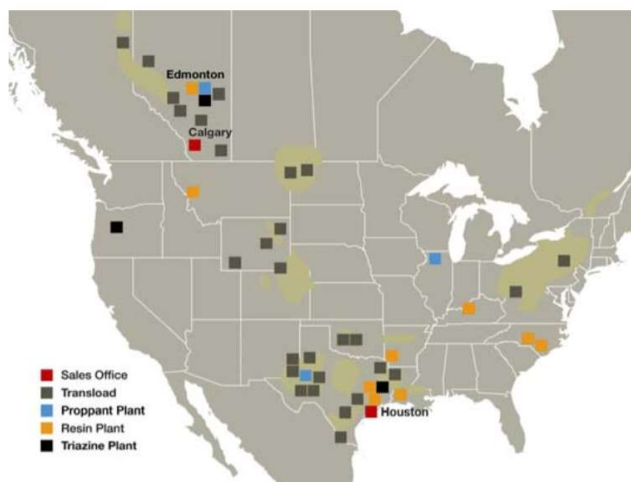 Edmonton
Calgary
Sales Office
Transload
Proppant Plant
Resin Plant
Triazine Plant
Houston